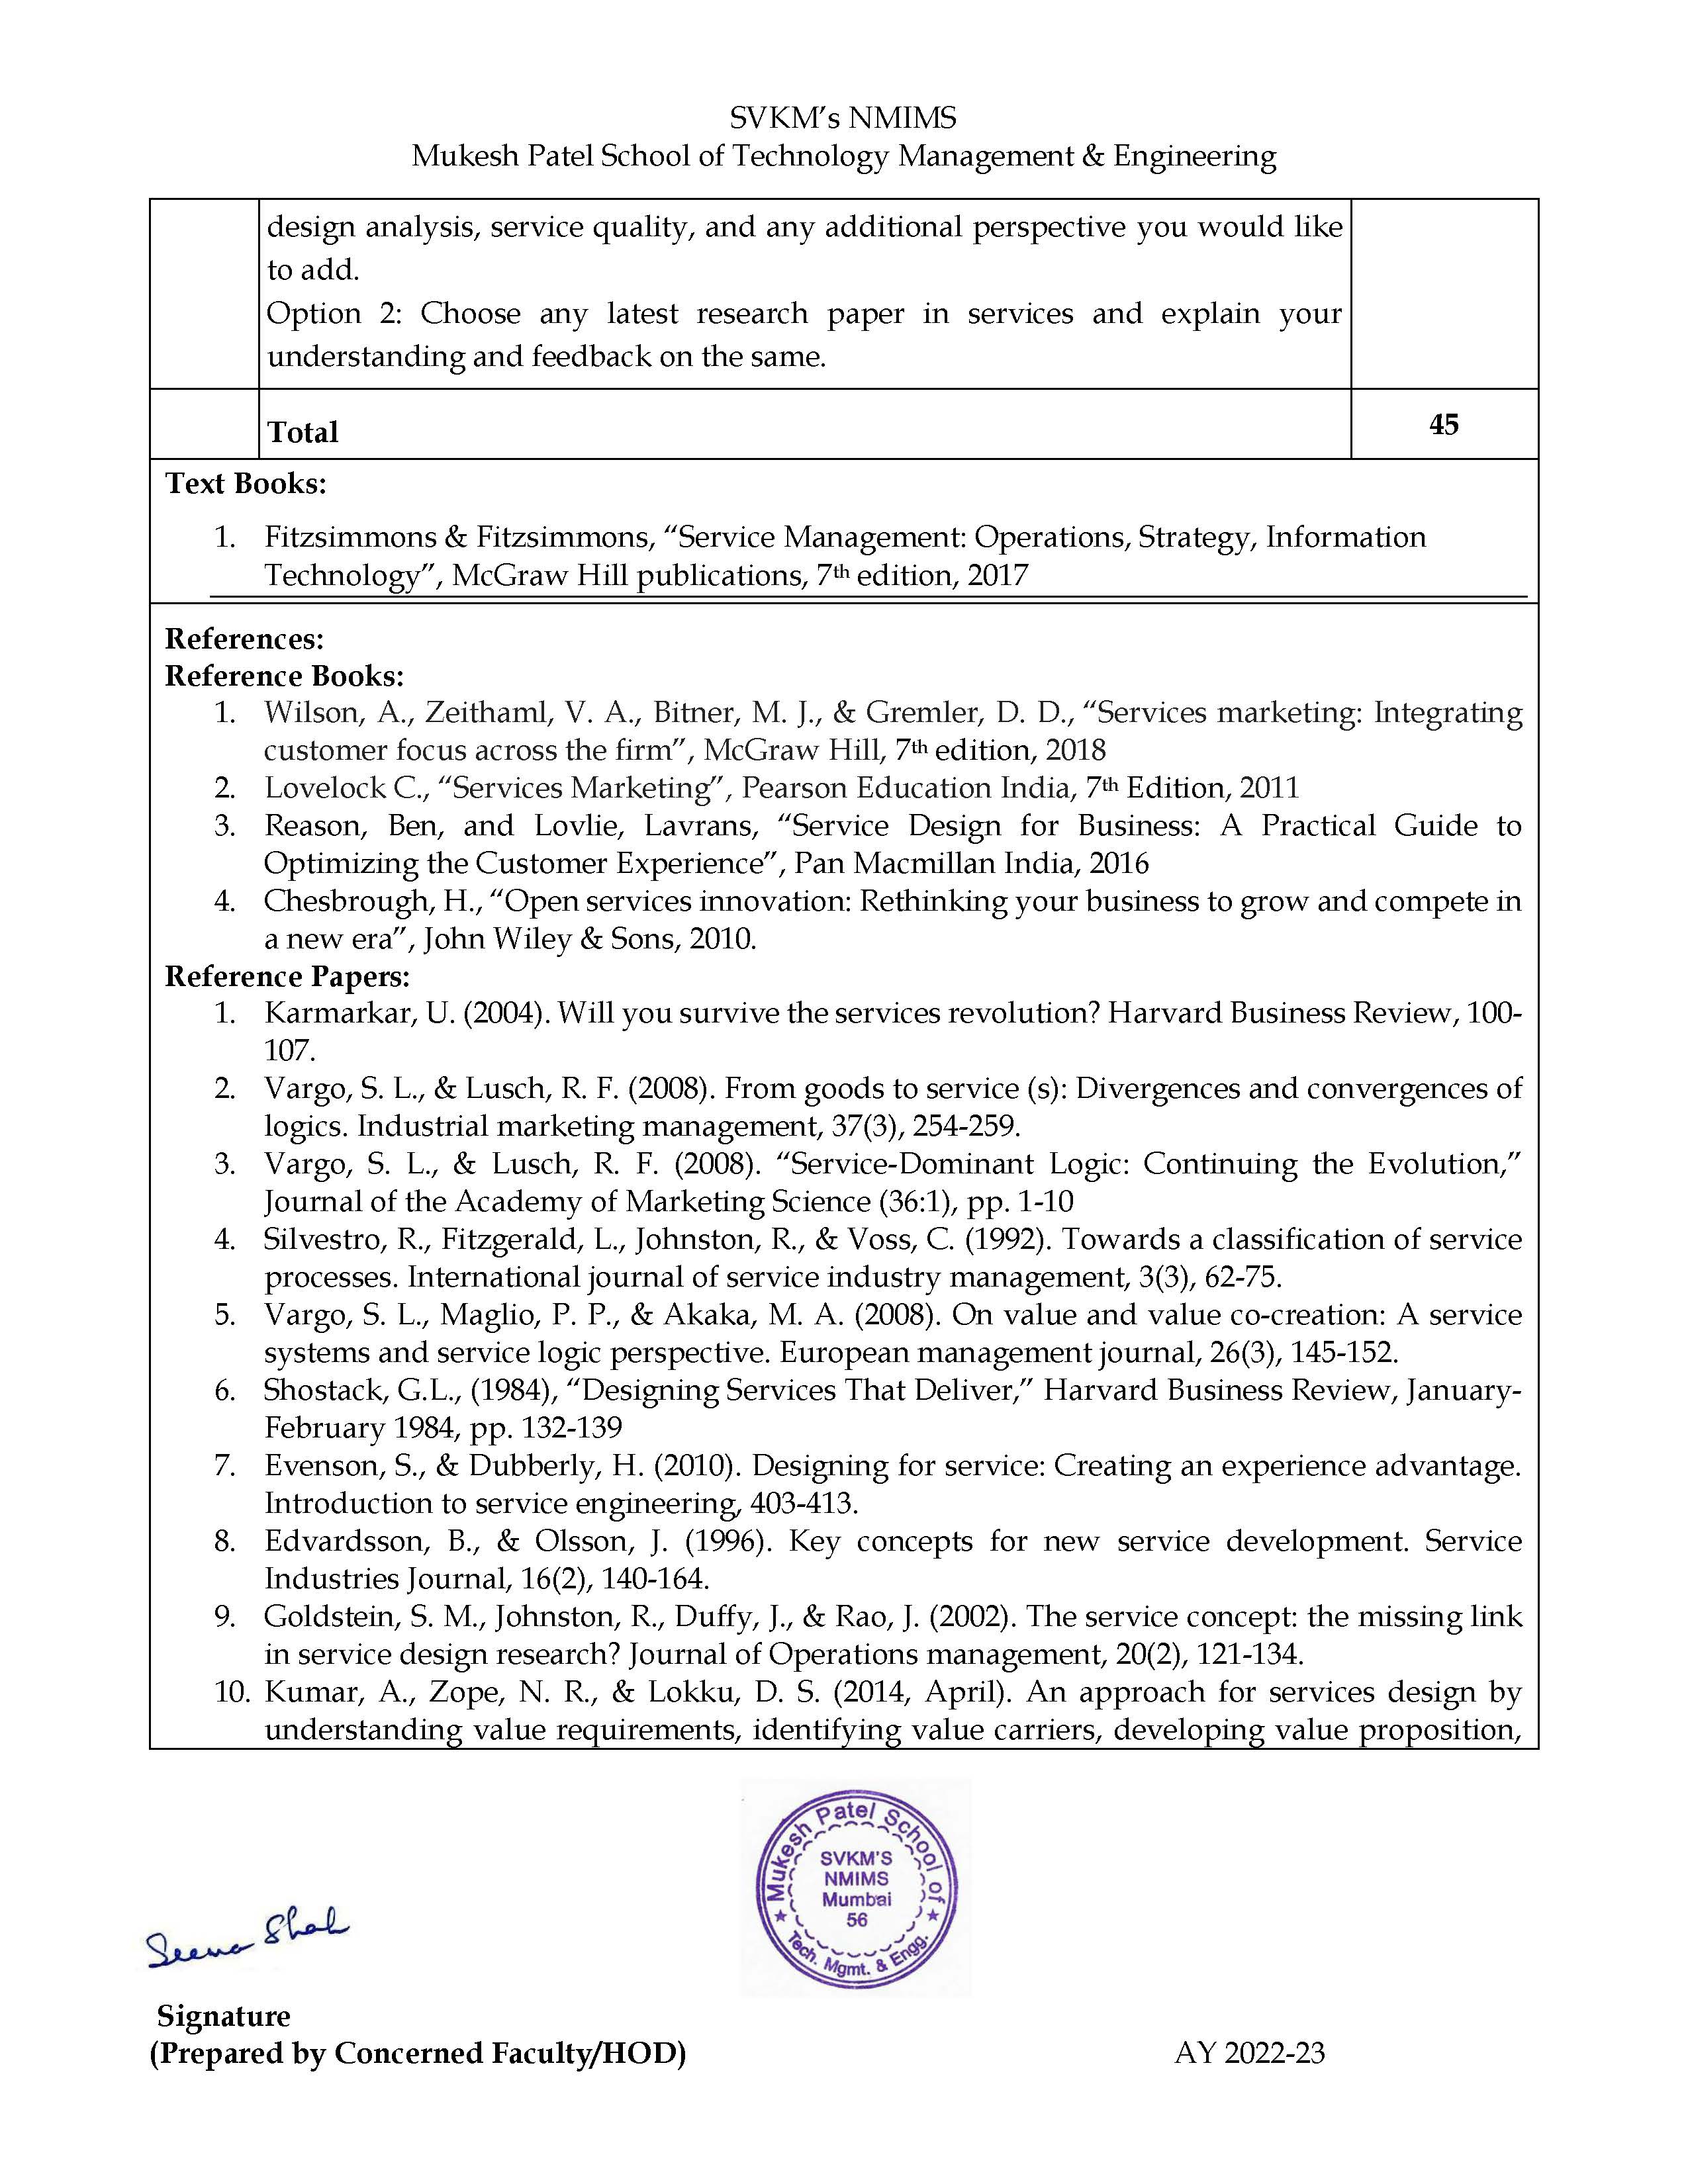 SVKM’s NMIMS
Mukesh Patel School of Technology Management & Engineering
design analysis, service quality, and any additional perspective you would like
to add.
Option 2: Choose any latest research paper in services and explain your
understanding and feedback on the same.
Total
45
Text Books:
1. Fitzsimmons & Fitzsimmons, “Service Management: Operations, Strategy, Information
Technology”, McGraw Hill publications, 7th edition, 2017
References:
Reference Books:
1. Wilson, A., Zeithaml, V. A., Bitner, M. J., & Gremler, D. D., “Services marketing: Integrating
customer focus across the firm”, McGraw Hill, 7th edition, 2018
2. Lovelock C., “Services Marketing”, Pearson Education India, 7th Edition, 2011
3. Reason, Ben, and Lovlie, Lavrans, “Service Design for Business: A Practical Guide to
Optimizing the Customer Experience”, Pan Macmillan India, 2016
4. Chesbrough, H., “Open services innovation: Rethinking your business to grow and compete in
a new era”, John Wiley & Sons, 2010.
Reference Papers:
1. Karmarkar, U. (2004). Will you survive the services revolution? Harvard Business Review, 100-
107.
2. Vargo, S. L., & Lusch, R. F. (2008). From goods to service (s): Divergences and convergences of
logics. Industrial marketing management, 37(3), 254-259.
3. Vargo, S. L., & Lusch, R. F. (2008). “Service-Dominant Logic: Continuing the Evolution,”
Journal of the Academy of Marketing Science (36:1), pp. 1-10
4. Silvestro, R., Fitzgerald, L., Johnston, R., & Voss, C. (1992). Towards a classification of service
processes. International journal of service industry management, 3(3), 62-75.
5. Vargo, S. L., Maglio, P. P., & Akaka, M. A. (2008). On value and value co-creation: A service
systems and service logic perspective. European management journal, 26(3), 145-152.
6. Shostack, G.L., (1984), “Designing Services That Deliver,” Harvard Business Review, January-
February 1984, pp. 132-139
7. Evenson, S., & Dubberly, H. (2010). Designing for service: Creating an experience advantage.
Introduction to service engineering, 403-413.
8. Edvardsson, B., & Olsson, J. (1996). Key concepts for new service development. Service
Industries Journal, 16(2), 140-164.
9. Goldstein, S. M., Johnston, R., Duffy, J., & Rao, J. (2002). The service concept: the missing link
in service design research? Journal of Operations management, 20(2), 121-134.
10. Kumar, A., Zope, N. R., & Lokku, D. S. (2014, April). An approach for services design by
understanding value requirements, identifying value carriers, developing value proposition,
Mukesh Patel School of
SVKM'S
NMIMS
Mumbai
56
Tech. Mgmt. & Engg.
Seema Shah
Signature
(Prepared by Concerned Faculty/HOD)
AY 2022-23